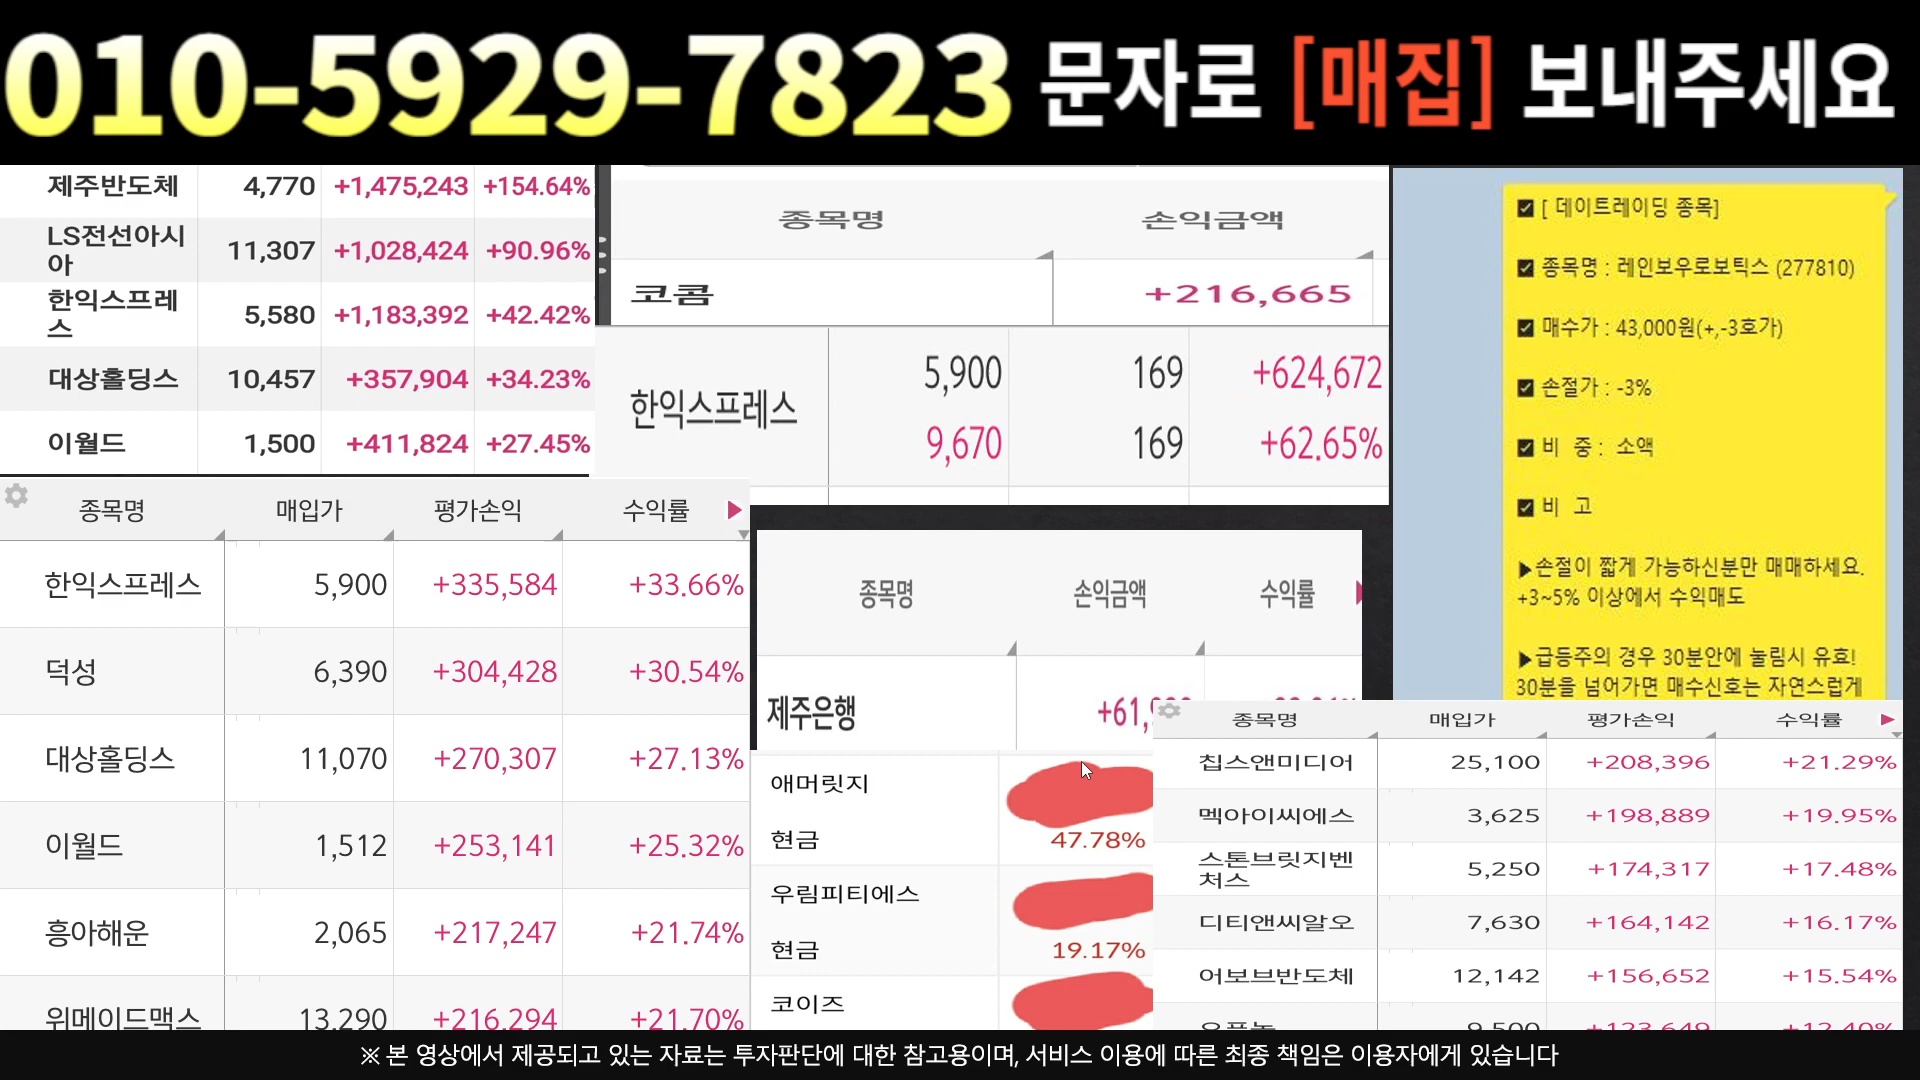 010-5929-7823 문자로 [매집] 보내주세요
제주반도체 4,770 +1,475,243 +154.64%
LS전선아시
아 11,307 +1,028,424 +90.96%
한익스프레
스 5,580 +1,183,392 +42.42%
대상홀딩스 10,457 +357,904 +34.23%
이월드 1,500 +411,824 +27.45%
종목명 손익금액
코콤 +216,665
한익스프레스 5,900 169 +624,672
9,670 169 +62.65%
☑ [ 데이트레이딩 종목]
☑ 종목명 : 레인보우로보틱스 (277810)
☑ 매수가 : 43,000원(+,-3호가)
☑ 손절가 : -3%
☑ 비 중 : 소액
☑ 비 고
▶손절이 짧게 가능하신분만 매매하세요.
+3~5% 이상에서 수익매도
▶급등주의 경우 30분안에 눌림시 유효!
30분을 넘어가면 매수신호는 자연스럽게
종목명 매입가 평가손익 수익률
한익스프레스 5,900 +335,584 +33.66%
덕성 6,390 +304,428 +30.54%
대상홀딩스 11,070 +270,307 +27.13%
이월드 1,512 +253,141 +25.32%
흥아해운 2,065 +217,247 +21.74%
위메이드맥스 13,290 +216,294 +21.70%
종목명 손익금액 수익률
제주은행 +61,
애머릿지
현금 47.78%
우림피티에스
현금 19.17%
코이즈
종목명 매입가 평가손익 수익률
칩스앤미디어 25,100 +208,396 +21.29%
멕아이씨에스 3,625 +198,889 +19.95%
스톤브릿지벤
처스 5,250 +174,317 +17.48%
디티앤씨알오 7,630 +164,142 +16.17%
어보브반도체 12,142 +156,652 +15.54%
※ 본 영상에서 제공되고 있는 자료는 투자판단에 대한 참고용이며, 서비스 이용에 따른 최종 책임은 이용자에게 있습니다